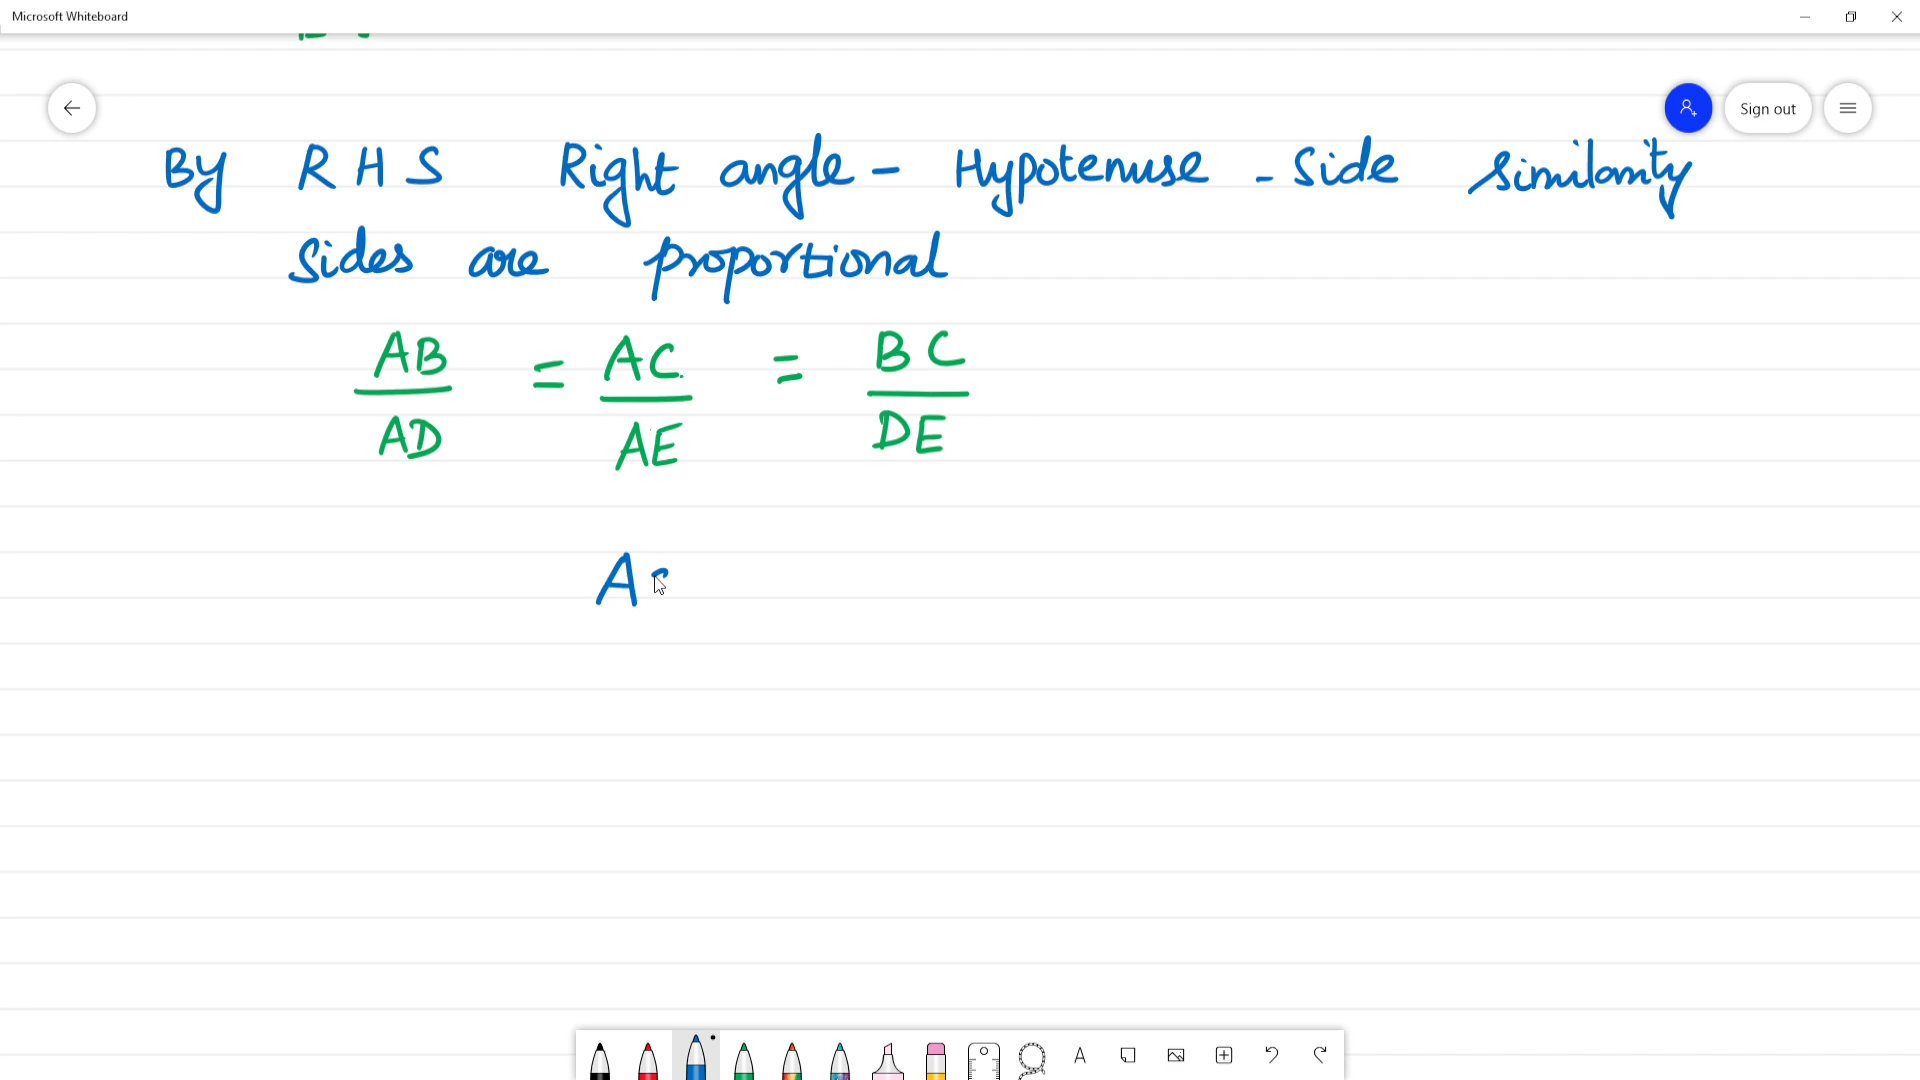 Microsoft Whiteboard
Sign out
By R H S Right angle - Hypotenuse - Side Similarity
Sides are proportional
AB/AD = AC/AE = BC/DE
A